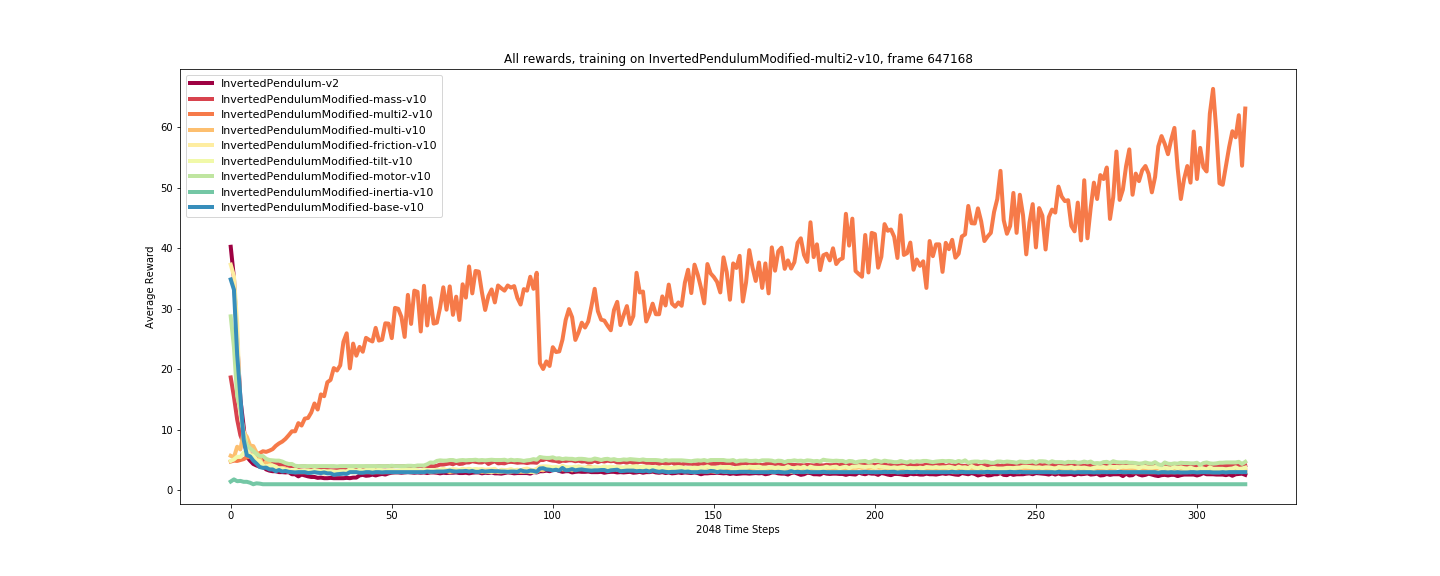 All rewards, training on InvertedPendulumModified-multi2-v10, frame 647168
InvertedPendulum-v2
InvertedPendulumModified-mass-v10
InvertedPendulumModified-multi2-v10
InvertedPendulumModified-multi-v10
InvertedPendulumModified-friction-v10
InvertedPendulumModified-tilt-v10
InvertedPendulumModified-motor-v10
InvertedPendulumModified-inertia-v10
InvertedPendulumModified-base-v10
Average Reward
60
50
40
30
20
10
0
0 50 100 150 200 250 300
2048 Time Steps